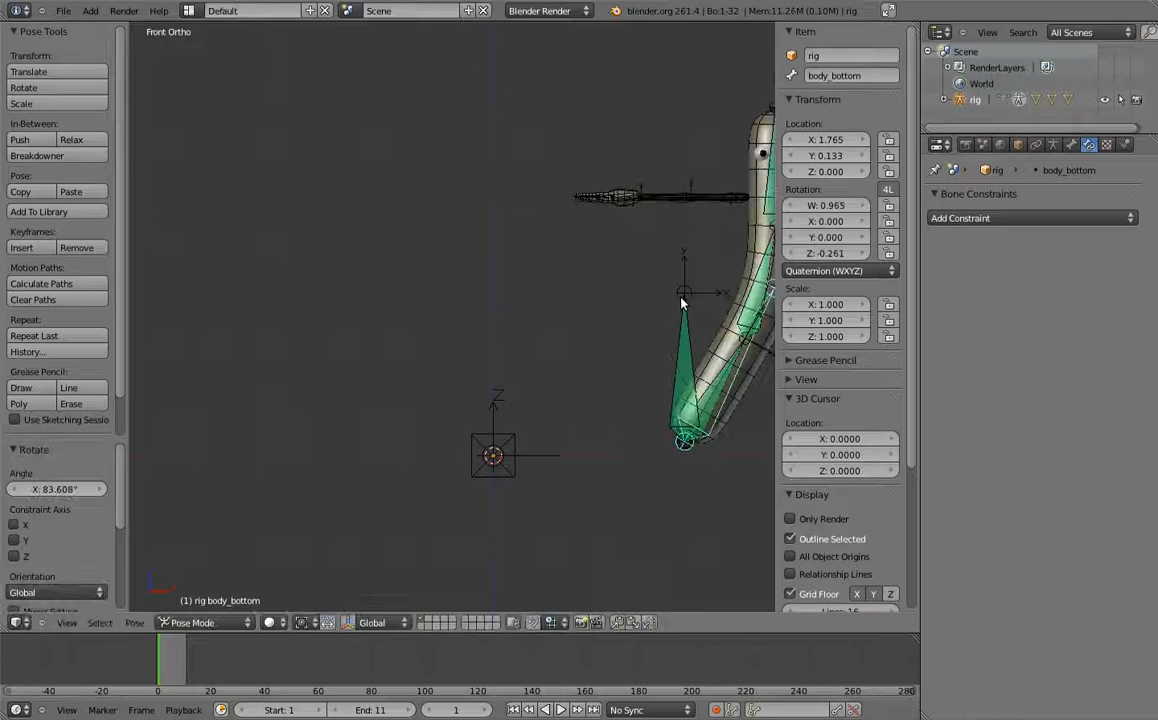 File Add Render Help Default Scene Blender Render blender.org 261.4 | Bo:1-32 | Mem:11.26M (0.10M) | rig
Pose Tools
Transform:
Translate
Rotate
Scale
In-Between:
Push Relax
Breakdowner
Pose:
Copy Paste
Add To Library
Keyframes:
Insert Remove
Motion Paths:
Calculate Paths
Clear Paths
Repeat:
Repeat Last
History...
Grease Pencil:
Draw Line
Poly Erase
Use Sketching Sessio
Rotate
Angle
X: 83.608°
Constraint Axis
X
Y
Z
Orientation
Global
Front Ortho
Z
X
(1) rig body_bottom
View Select Pose Pose Mode Global
Item
rig
body_bottom
Transform
Location:
X: 1.765
Y: 0.133
Z: 0.000
Rotation: 4L
W: 0.965
X: 0.000
Y: 0.000
Z: -0.261
Quaternion (WXYZ)
Scale:
X: 1.000
Y: 1.000
Z: 1.000
Grease Pencil
View
3D Cursor
Location:
X: 0.0000
Y: 0.0000
Z: 0.0000
Display
Only Render
Outline Selected
All Object Origins
Relationship Lines
Grid Floor X Y Z
View Search All Scenes
Scene
RenderLayers
World
rig
rig body_bottom
Bone Constraints
Add Constraint
-40 -20 0 20 40 60 80 100 120 140 160 180 200 220 240 260 280
View Marker Frame Playback Start: 1 End: 11 1 No Sync